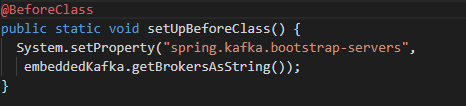 @BeforeClass
public static void setUpBeforeClass() {
  System.setProperty("spring.kafka.bootstrap-servers",
   embeddedKafka.getBrokersAsString());
}